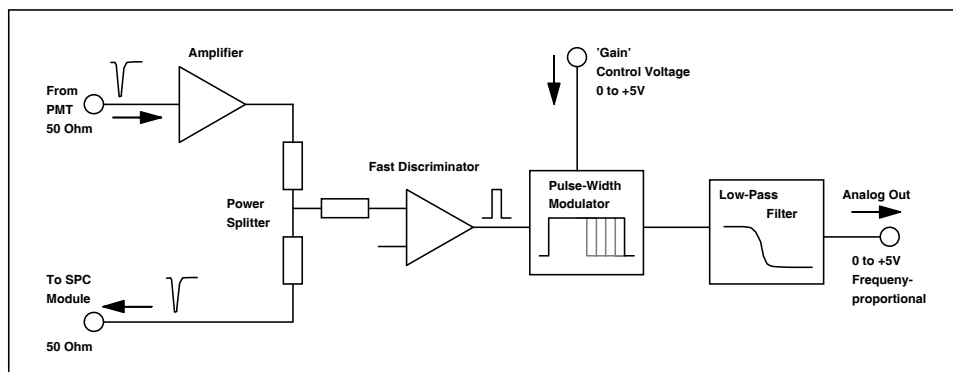 Amplifier
From
PMT
50 Ohm
Power
Splitter
To SPC
Module
50 Ohm
Fast Discriminator
'Gain'
Control Voltage
0 to +5V
Pulse-Width
Modulator
Low-Pass
Filter
Analog Out
0 to +5V
Frequeny-
proportional